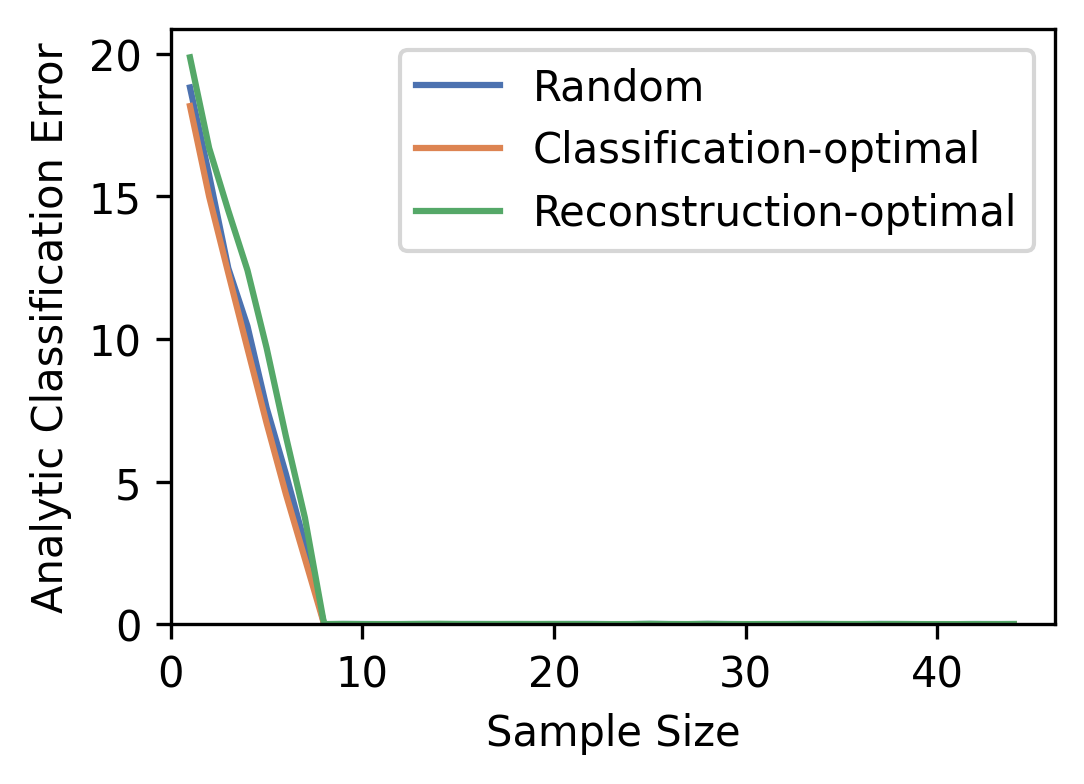 Analytic Classification Error
20
15
10
5
0
Random
Classification-optimal
Reconstruction-optimal
0 10 20 30 40
Sample Size